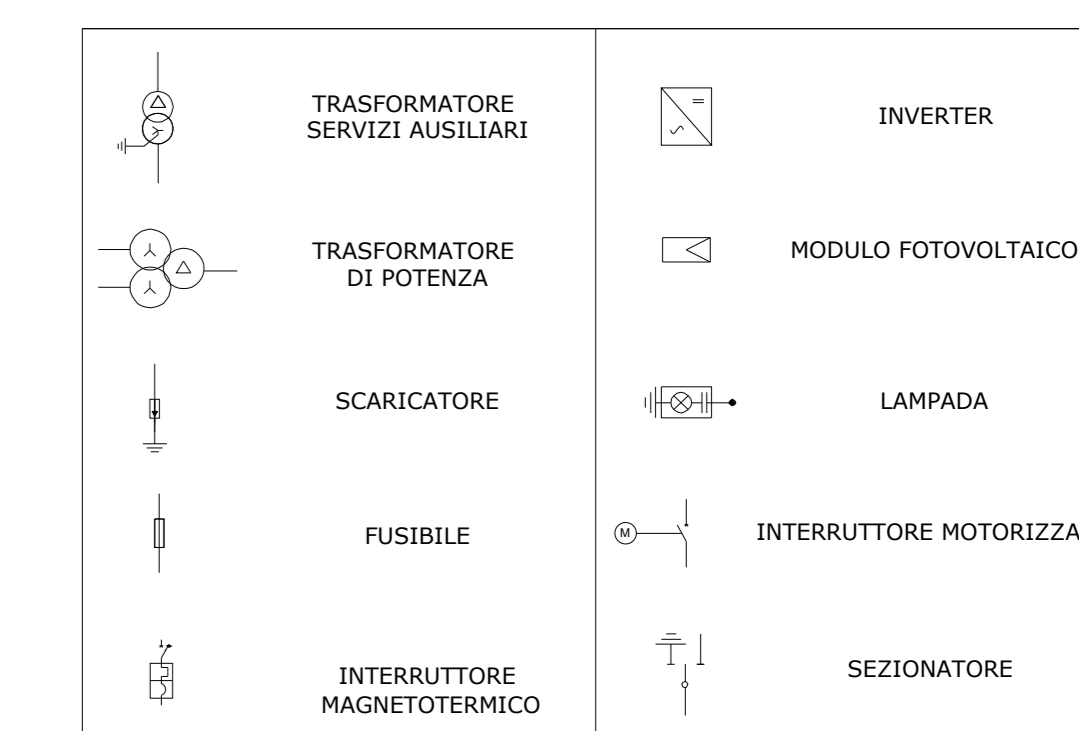 TRASFORMATORE
SERVIZI AUSILIARI
TRASFORMATORE
DI POTENZA
SCARICATORE
FUSIBILE
INTERRUTTORE
MAGNETOTERMICO
INVERTER
MODULO FOTOVOLTAICO
LAMPADA
M
INTERRUTTORE MOTORIZZA
SEZIONATORE